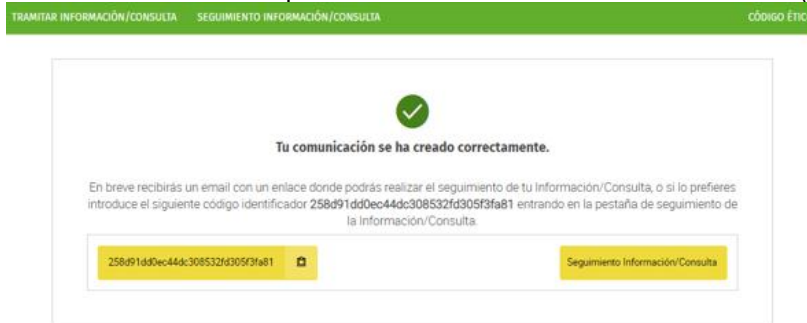 TRAMITAR INFORMACIÓN/CONSULTA SEGUIMIENTO INFORMACIÓN/CONSULTA CÓDIGO ÉTIC
Tu comunicación se ha creado correctamente.
En breve recibirás un email con un enlace donde podrás realizar el seguimiento de tu Información/Consulta, o si lo prefieres
introduce el siguiente código identificador 258d91dd0ec44dc308532fd305f3fa81 entrando en la pestaña de seguimiento de
la Información/Consulta.
258d91dd0ec44dc308532fd305f3fa81 Seguimiento Información/Consulta